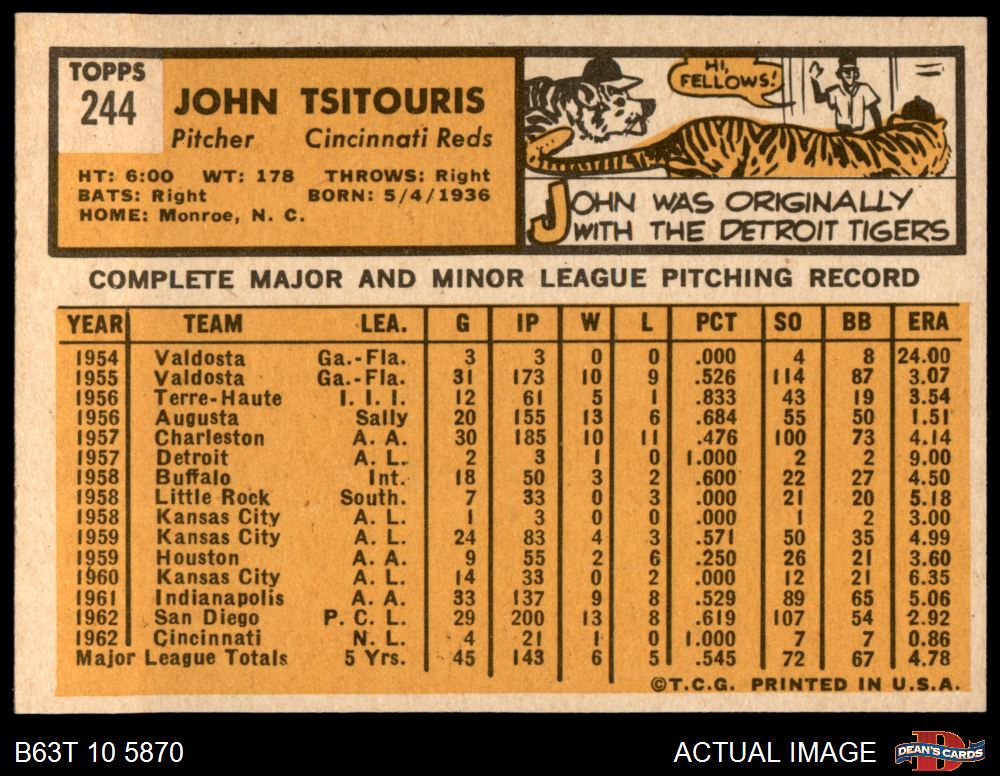 TOPPS
244
JOHN TSITOURIS
Pitcher Cincinnati Reds
HT: 6:00 WT: 178 THROWS: Right
BATS: Right BORN: 5/4/1936
HOME: Monroe, N. C.
HI, FELLOWS!
JOHN WAS ORIGINALLY
WITH THE DETROIT TIGERS
COMPLETE MAJOR AND MINOR LEAGUE PITCHING RECORD
YEAR TEAM LEA. G IP W L PCT SO BB ERA
1954 Valdosta Ga.-Fla. 3 3 0 0 .000 4 8 24.00
1955 Valdosta Ga.-Fla. 31 173 10 9 .526 114 87 3.07
1956 Terre-Haute I. I. I. 12 61 5 1 .833 43 19 3.54
1956 Augusta Sally 20 155 13 6 .684 55 50 1.51
1957 Charleston A. A. 30 185 10 11 .476 100 73 4.14
1957 Detroit A. L. 2 3 1 0 1.000 2 2 9.00
1958 Buffalo Int. 18 50 3 2 .600 22 27 4.50
1958 Little Rock South. 7 33 0 3 .000 21 20 5.18
1958 Kansas City A. L. 1 3 0 0 .000 1 2 3.00
1959 Kansas City A. L. 24 83 4 3 .571 50 35 4.99
1959 Houston A. A. 9 55 2 6 .250 26 21 3.60
1960 Kansas City A. L. 14 33 0 2 .000 12 21 6.35
1961 Indianapolis A. A. 33 137 9 8 .529 89 65 5.06
1962 San Diego P. C. L. 29 200 13 8 .619 107 54 2.92
1962 Cincinnati N. L. 4 21 1 0 1.000 7 7 0.86
Major League Totals 5 Yrs. 45 143 6 5 .545 72 67 4.78
©T.C.G. PRINTED IN U.S.A.
B63T 10 5870 ACTUAL IMAGE DEAN'S CARDS